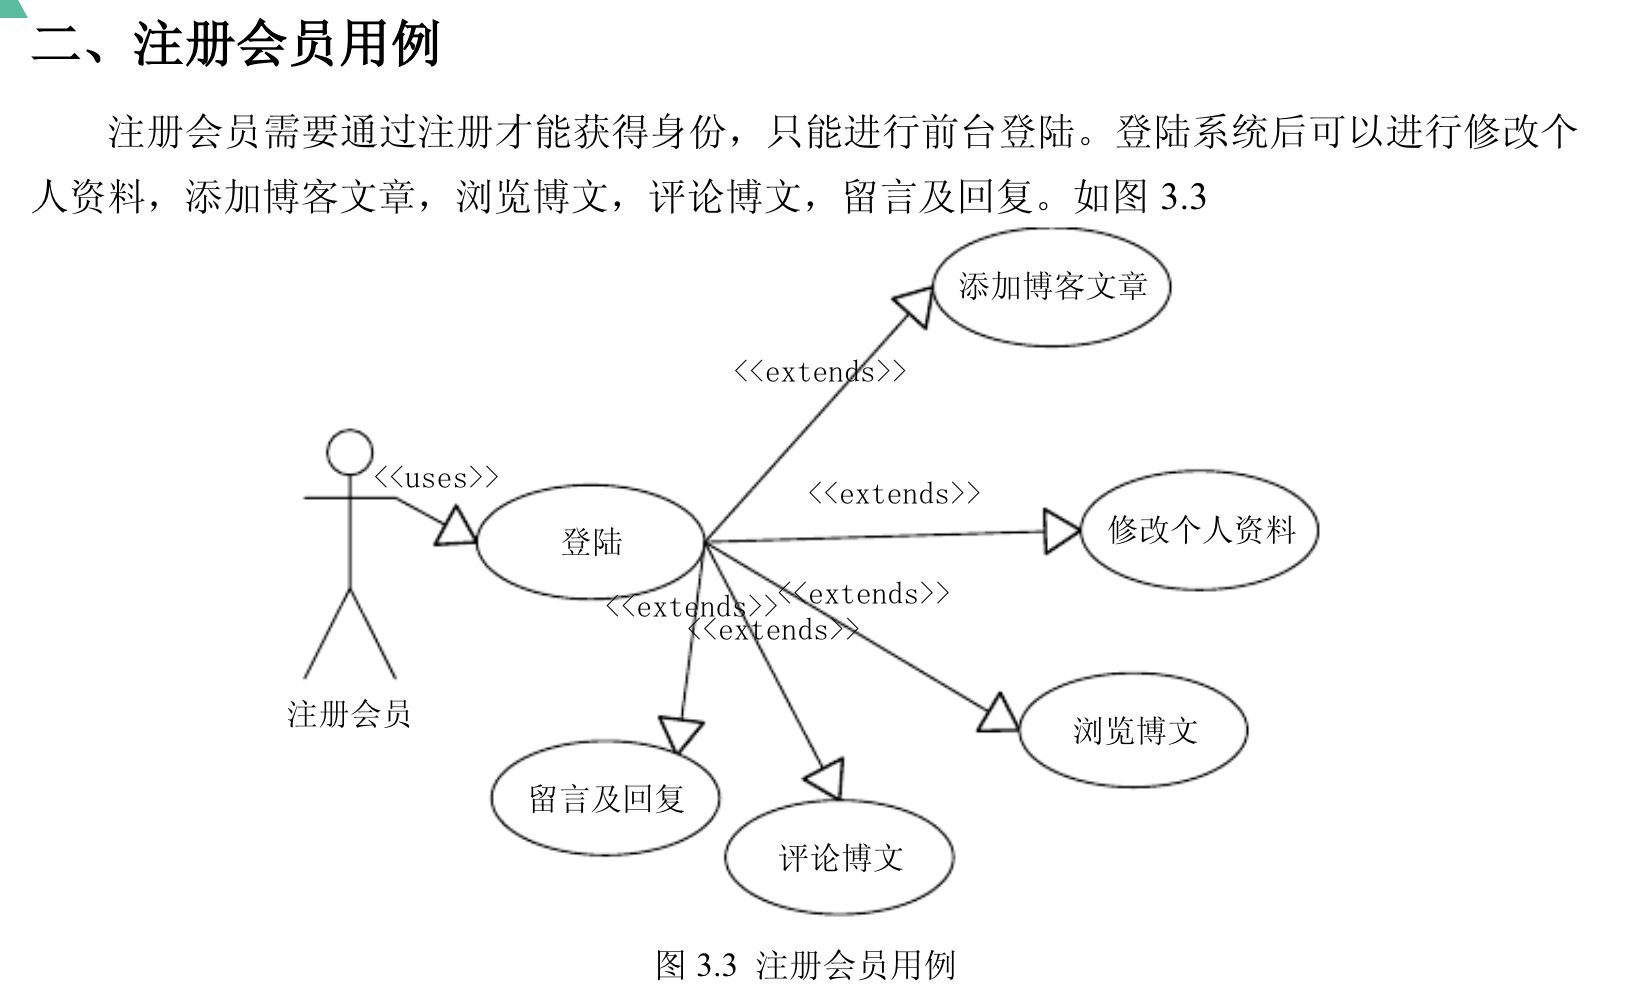 二、注册会员用例
注册会员需要通过注册才能获得身份，只能进行前台登陆。登陆系统后可以进行修改个
人资料，添加博客文章，浏览博文，评论博文，留言及回复。如图 3.3
添加博客文章
<<extends>>
<<uses>>
<<extends>>
登陆
修改个人资料
<<extends>>
<<extends>>
<<extends>>
注册会员
浏览博文
留言及回复
评论博文
图 3.3 注册会员用例